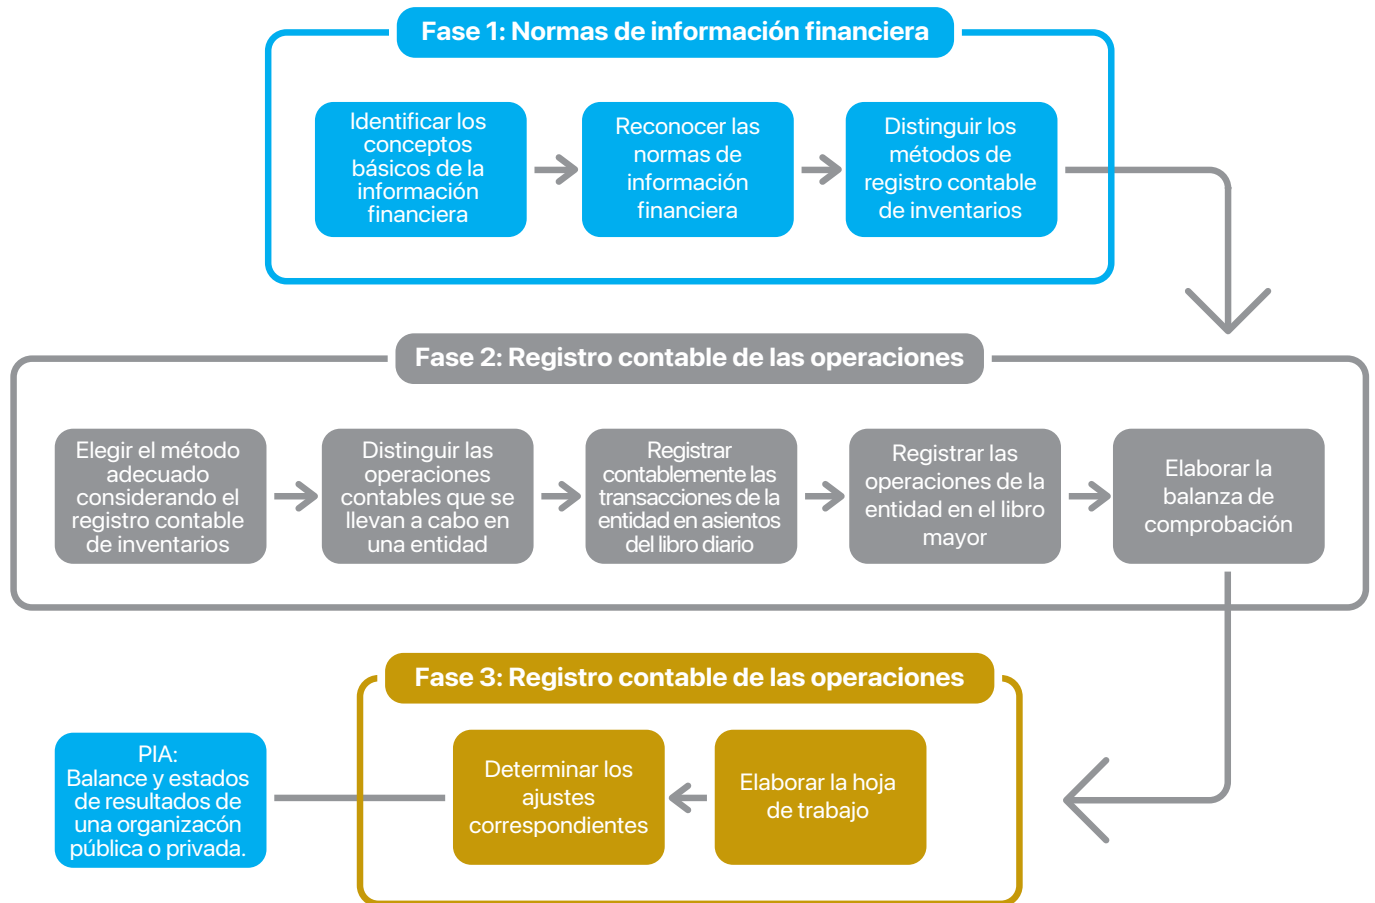 Fase 1: Normas de información financiera
Identificar los
conceptos
básicos de la
información
financiera
Reconocer las
normas de
información
financiera
Distinguir los
métodos de
registro contable
de inventarios
Fase 2: Registro contable de las operaciones
Elegir el método
adecuado
considerando el
registro contable
de inventarios
Distinguir las
operaciones
contables que se
llevan a cabo en
una entidad
Registrar
contablemente las
transacciones de la
entidad en asientos
del libro diario
Registrar las
operaciones de la
entidad en el libro
mayor
Elaborar la
balanza de
comprobación
Fase 3: Registro contable de las operaciones
PIA:
Balance y estados
de resultados de
una organizacón
pública o privada.
Determinar los
ajustes
correspondientes
Elaborar la hoja
de trabajo